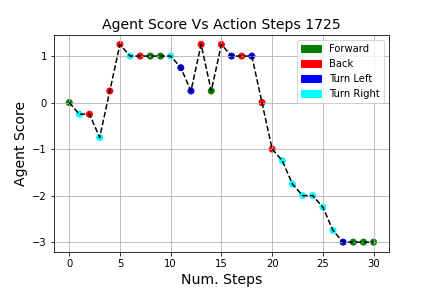 Agent Score Vs Action Steps 1725
Agent Score
1
0
−1
−2
−3
Forward
Back
Turn Left
Turn Right
0 5 10 15 20 25 30
Num. Steps